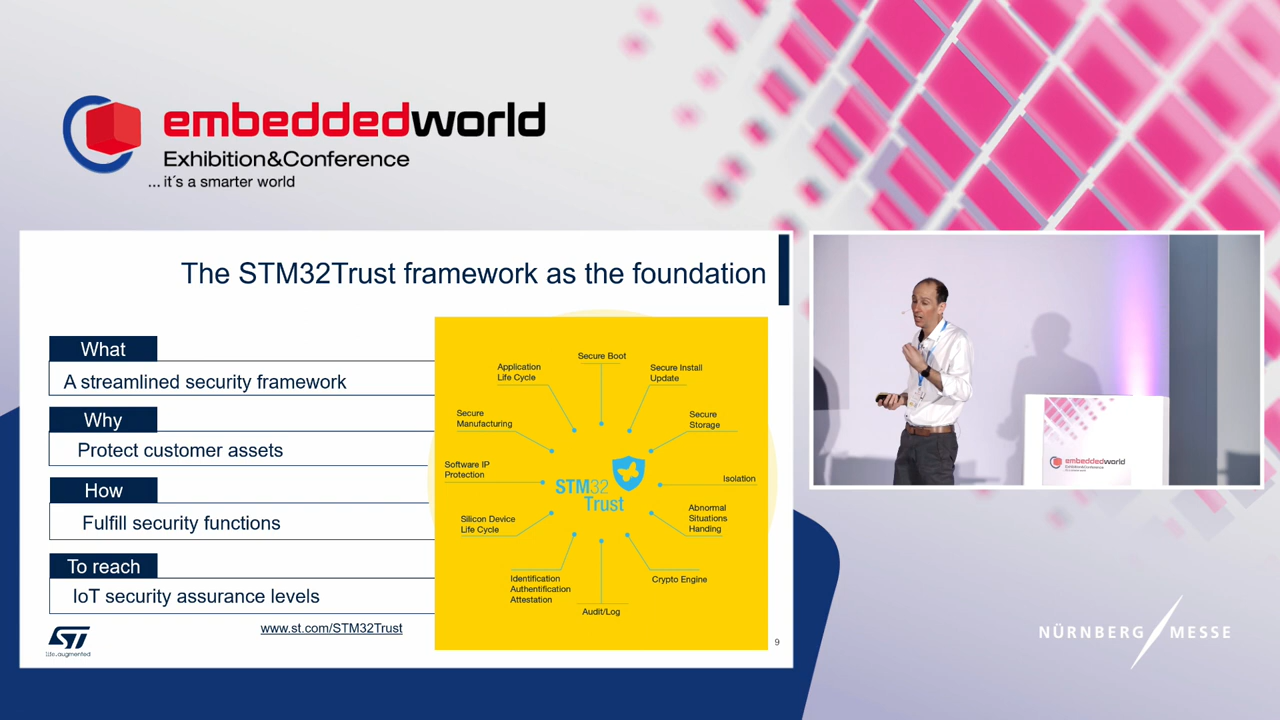 embeddedworld
Exhibition&Conference
... it´s a smarter world
The STM32Trust framework as the foundation
What
A streamlined security framework
Why
Protect customer assets
How
Fulfill security functions
To reach
IoT security assurance levels
www.st.com/STM32Trust
ST
life.augmented
Secure Boot
Application
Life Cycle
Secure Install
Update
Secure
Manufacturing
Secure
Storage
Software IP
Protection
Isolation
STM32
Trust
Silicon Device
Life Cycle
Abnormal
Situations
Handing
Identification
Authentification
Attestation
Crypto Engine
Audit/Log
9
embeddedworld
Exhibition&Conference
NÜRNBERG MESSE